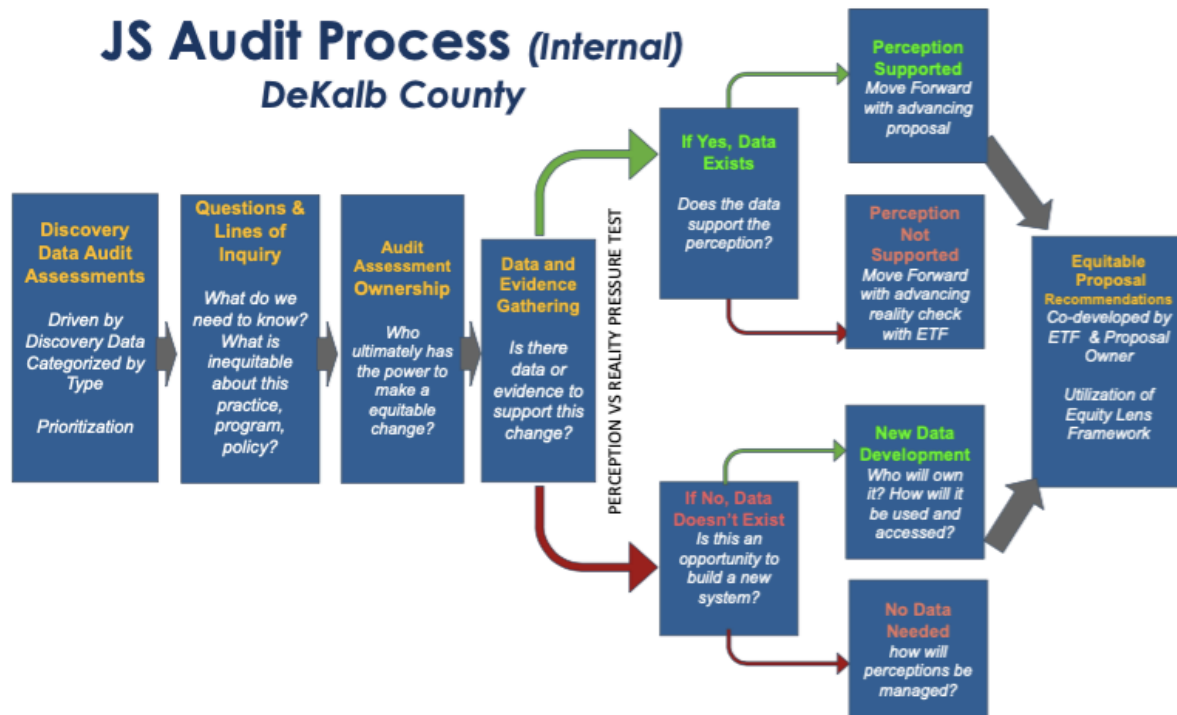 JS Audit Process (Internal)
DeKalb County
Discovery
Data Audit
Assessments
Driven by
Discovery Data
Categorized by
Type
Prioritization
Questions &
Lines of
Inquiry
What do we
need to know?
What is
inequitable
about this
practice,
program,
policy?
Audit
Assessment
Ownership
Who
ultimately has
the power to
make a
equitable
change?
Data and
Evidence
Gathering
Is there
data or
evidence to
support this
change?
PERCEPTION VS REALITY PRESSURE TEST
If Yes, Data
Exists
Does the data
support the
perception?
Perception
Supported
Move Forward
with advancing
proposal
Perception
Not
Supported
Move Forward
with advancing
reality check
with ETF
If No, Data
Doesn't Exist
Is this an
opportunity to
build a new
system?
New Data
Development
Who will own
it? How will it
be used and
accessed?
No Data
Needed
how will
perceptions be
managed?
Equitable
Proposal
Recommendations
Co-developed by
ETF & Proposal
Owner
Utilization of
Equity Lens
Framework